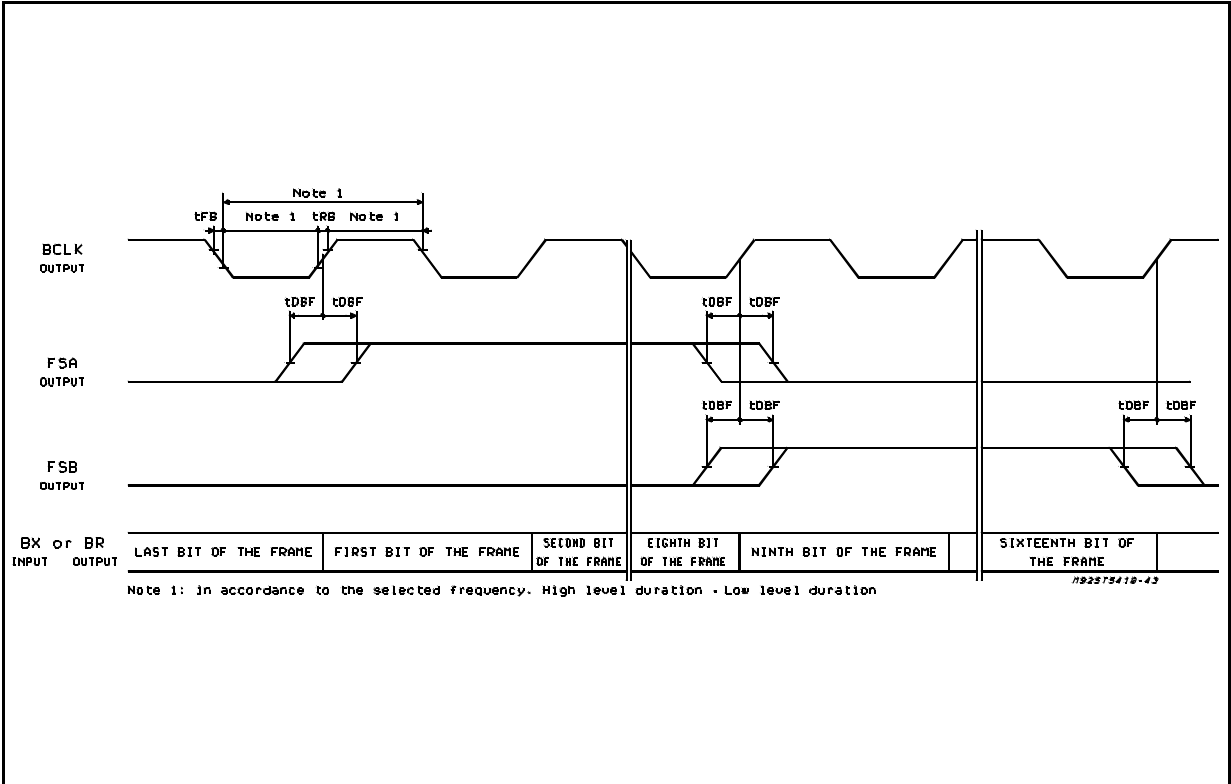 Note 1
tFB Note 1 tRB Note 1
BCLK
OUTPUT
tDBF tDBF tDBF tDBF
FSA
OUTPUT
tDBF tDBF tDBF tDBF
FSB
OUTPUT
BX or BR
INPUT OUTPUT
LAST BIT OF THE FRAME
FIRST BIT OF THE FRAME
SECOND BIT
OF THE FRAME
EIGHTH BIT
OF THE FRAME
NINTH BIT OF THE FRAME
SIXTEENTH BIT OF
THE FRAME
M92ST5410-43
Note 1: in accordance to the selected frequency. High level duration - Low level duration